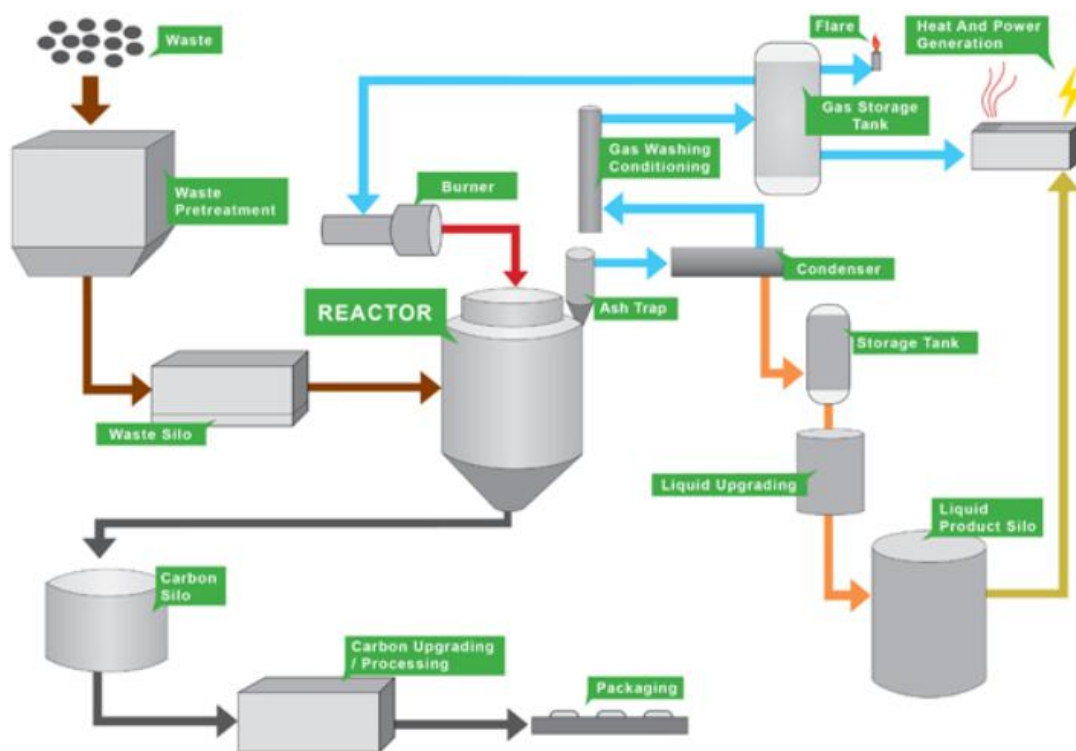 Waste
Flare
Heat And Power
Generation
Gas Storage
Tank
Gas Washing
Conditioning
Burner
Waste
Pretreatment
Condenser
REACTOR
Ash Trap
Storage Tank
Waste Silo
Liquid Upgrading
Liquid
Product Silo
Carbon
Silo
Carbon Upgrading
/ Processing
Packaging